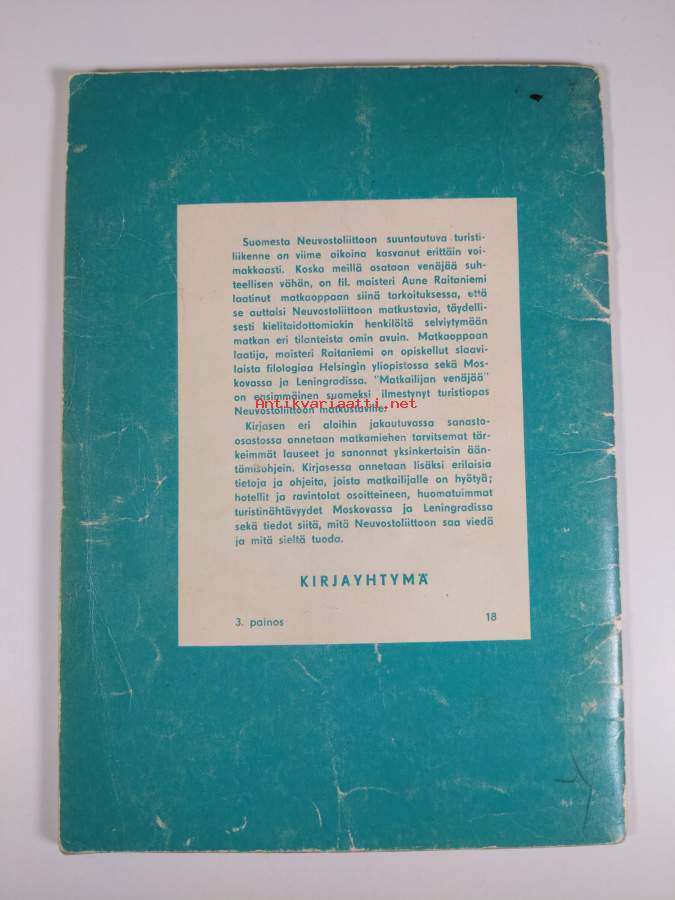 Suomesta Neuvostoliittoon suuntautuva turisti-
liikenne on viime aikoina kasvanut erittäin voi-
makkaasti. Koska meillä osataan venäjää suh-
teellisen vähän, on fil. maisteri Aune Raitaniemi
laatinut matkaoppaan siinä tarkoituksessa, että
se auttaisi Neuvostoliittoon matkustavia, täydel-
lisesti kielitaidottomiakin henkilöitä selviytymään
matkan eri tilanteista omin avuin. Matkaoppaan
laatija, maisteri Raitaniemi on opiskellut slaavi-
laista filologiaa Helsingin yliopistossa sekä Mos-
kovassa ja Leningradissa. "Matkailijan venäjää"
on ensimmäinen suomeksi ilmestynyt turistiopas
Antikvariaatti.net
Neuvostoliittoon matkustaville.
Kirjasen eri aloihin jakautuvassa sanasto-
osastossa annetaan matkamiehen tarvitsemat tär-
keimmät lauseet ja sanonnat yksinkertaisin ään-
tämisohjein. Kirjasessa annetaan lisäksi erilaisia
tietoja ja ohjeita, joista matkailijalle on hyötyä;
hotellit ja ravintolat osoitteineen, huomatuimmat
turistinähtävyydet Moskovassa ja Leningradissa
sekä tiedot siitä, mitä Neuvostoliittoon saa viedä
ja mitä sieltä tuoda.
KIRJAYHTYMÄ
3. painos 18